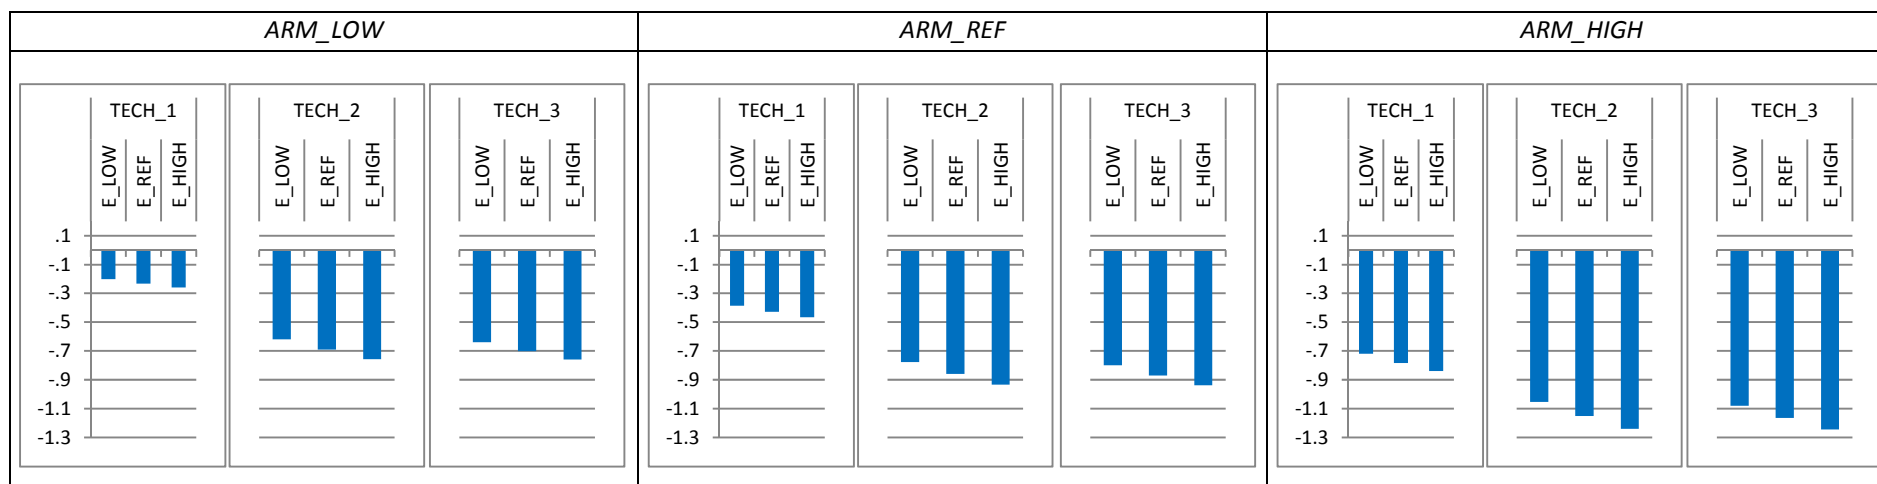 ARM_LOW ARM_REF ARM_HIGH
TECH_1 TECH_2 TECH_3 TECH_1 TECH_2 TECH_3 TECH_1 TECH_2 TECH_3
E_LOW E_REF E_HIGH E_LOW E_REF E_HIGH E_LOW E_REF E_HIGH E_LOW E_REF E_HIGH E_LOW E_REF E_HIGH E_LOW E_REF E_HIGH E_LOW E_REF E_HIGH E_LOW E_REF E_HIGH E_LOW E_REF E_HIGH
.1 .1 .1
-.1 -.1 -.1
-.3 -.3 -.3
-.5 -.5 -.5
-.7 -.7 -.7
-.9 -.9 -.9
-1.1 -1.1 -1.1
-1.3 -1.3 -1.3